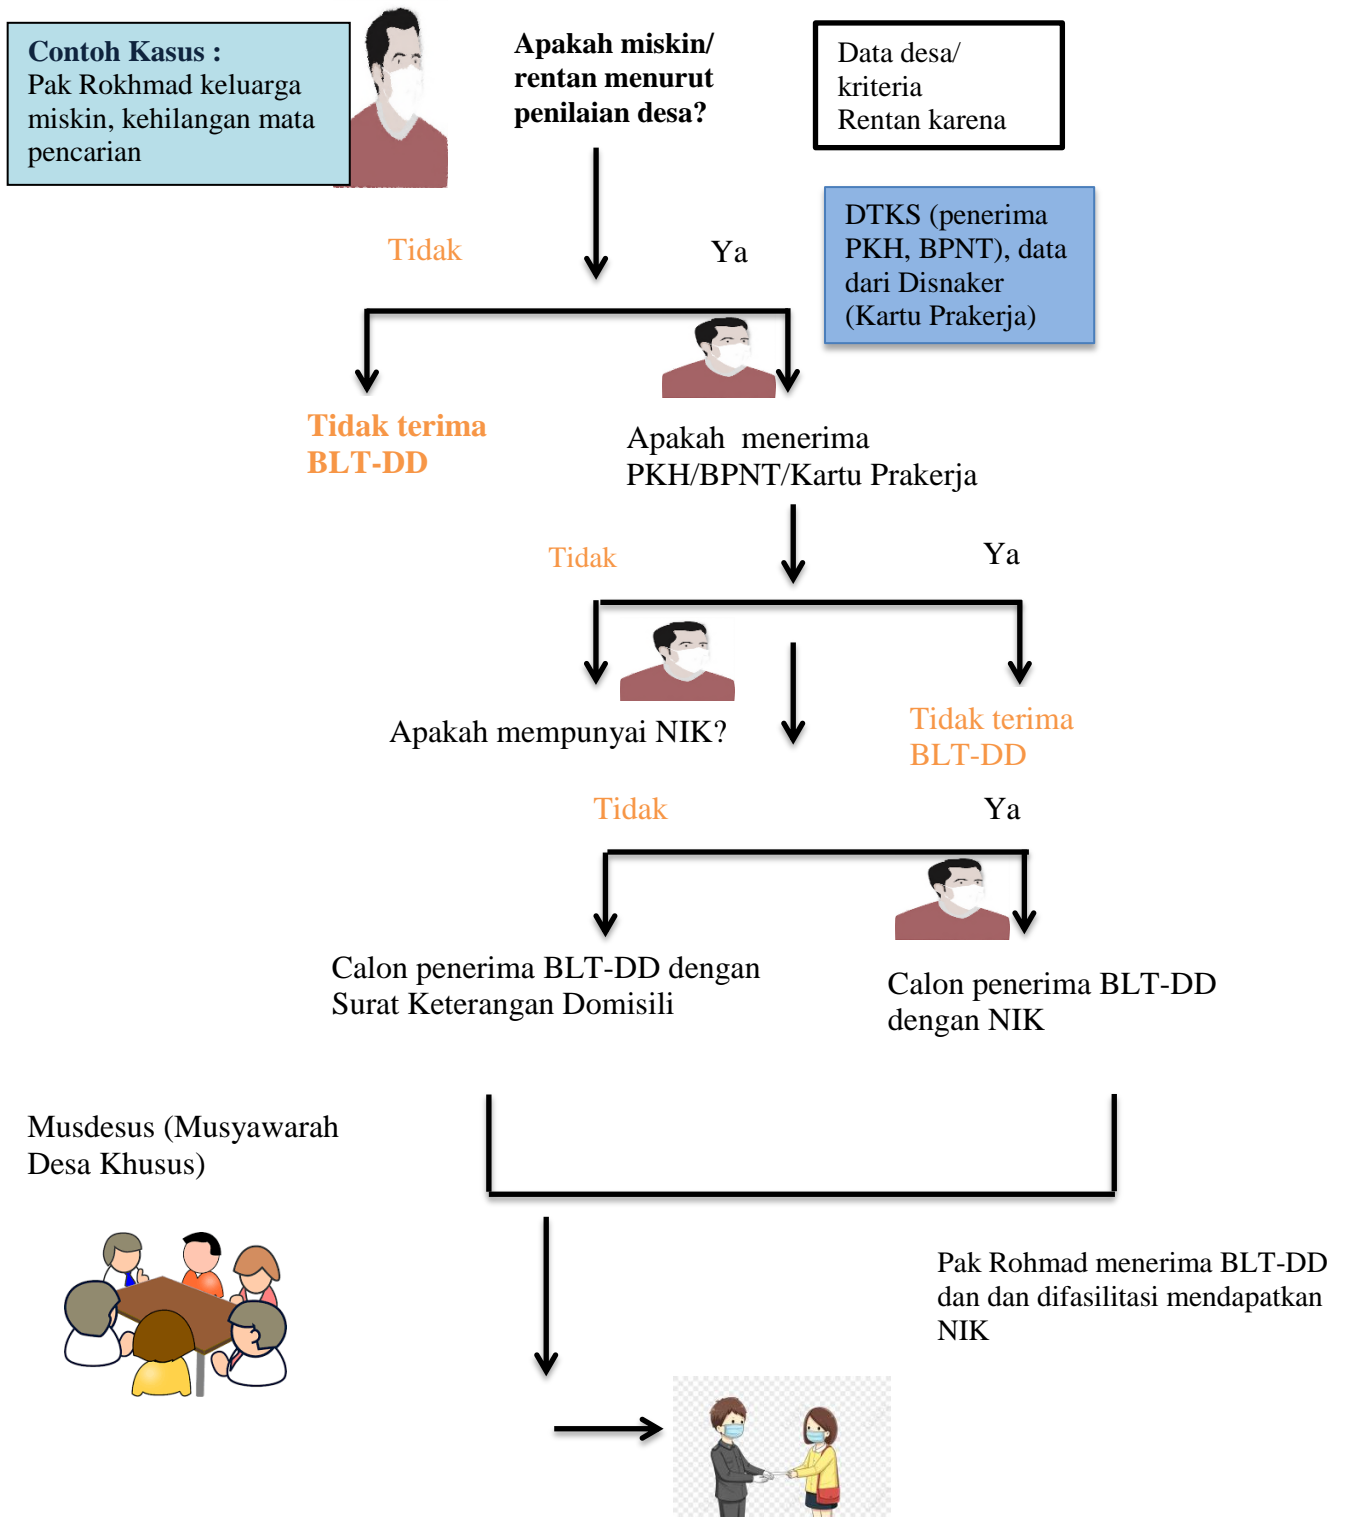 Contoh Kasus :
Pak Rokhmad keluarga
miskin, kehilangan mata
pencarian
Apakah miskin/
rentan menurut
penilaian desa?
Data desa/
kriteria
Rentan karena
DTKS (penerima
PKH, BPNT), data
dari Disnaker
(Kartu Prakerja)
Tidak
Ya
Tidak terima
BLT-DD
Apakah menerima
PKH/BPNT/Kartu Prakerja
Tidak
Ya
Apakah mempunyai NIK?
Tidak terima
BLT-DD
Tidak
Ya
Calon penerima BLT-DD dengan
Surat Keterangan Domisili
Calon penerima BLT-DD
dengan NIK
Musdesus (Musyawarah
Desa Khusus)
Pak Rohmad menerima BLT-DD
dan dan difasilitasi mendapatkan
NIK